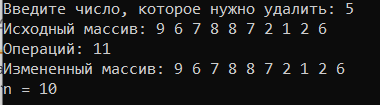 Введите число, которое нужно удалить: 5
Исходный массив: 9 6 7 8 8 7 2 1 2 6
Операций: 11
Измененный массив: 9 6 7 8 8 7 2 1 2 6
n = 10